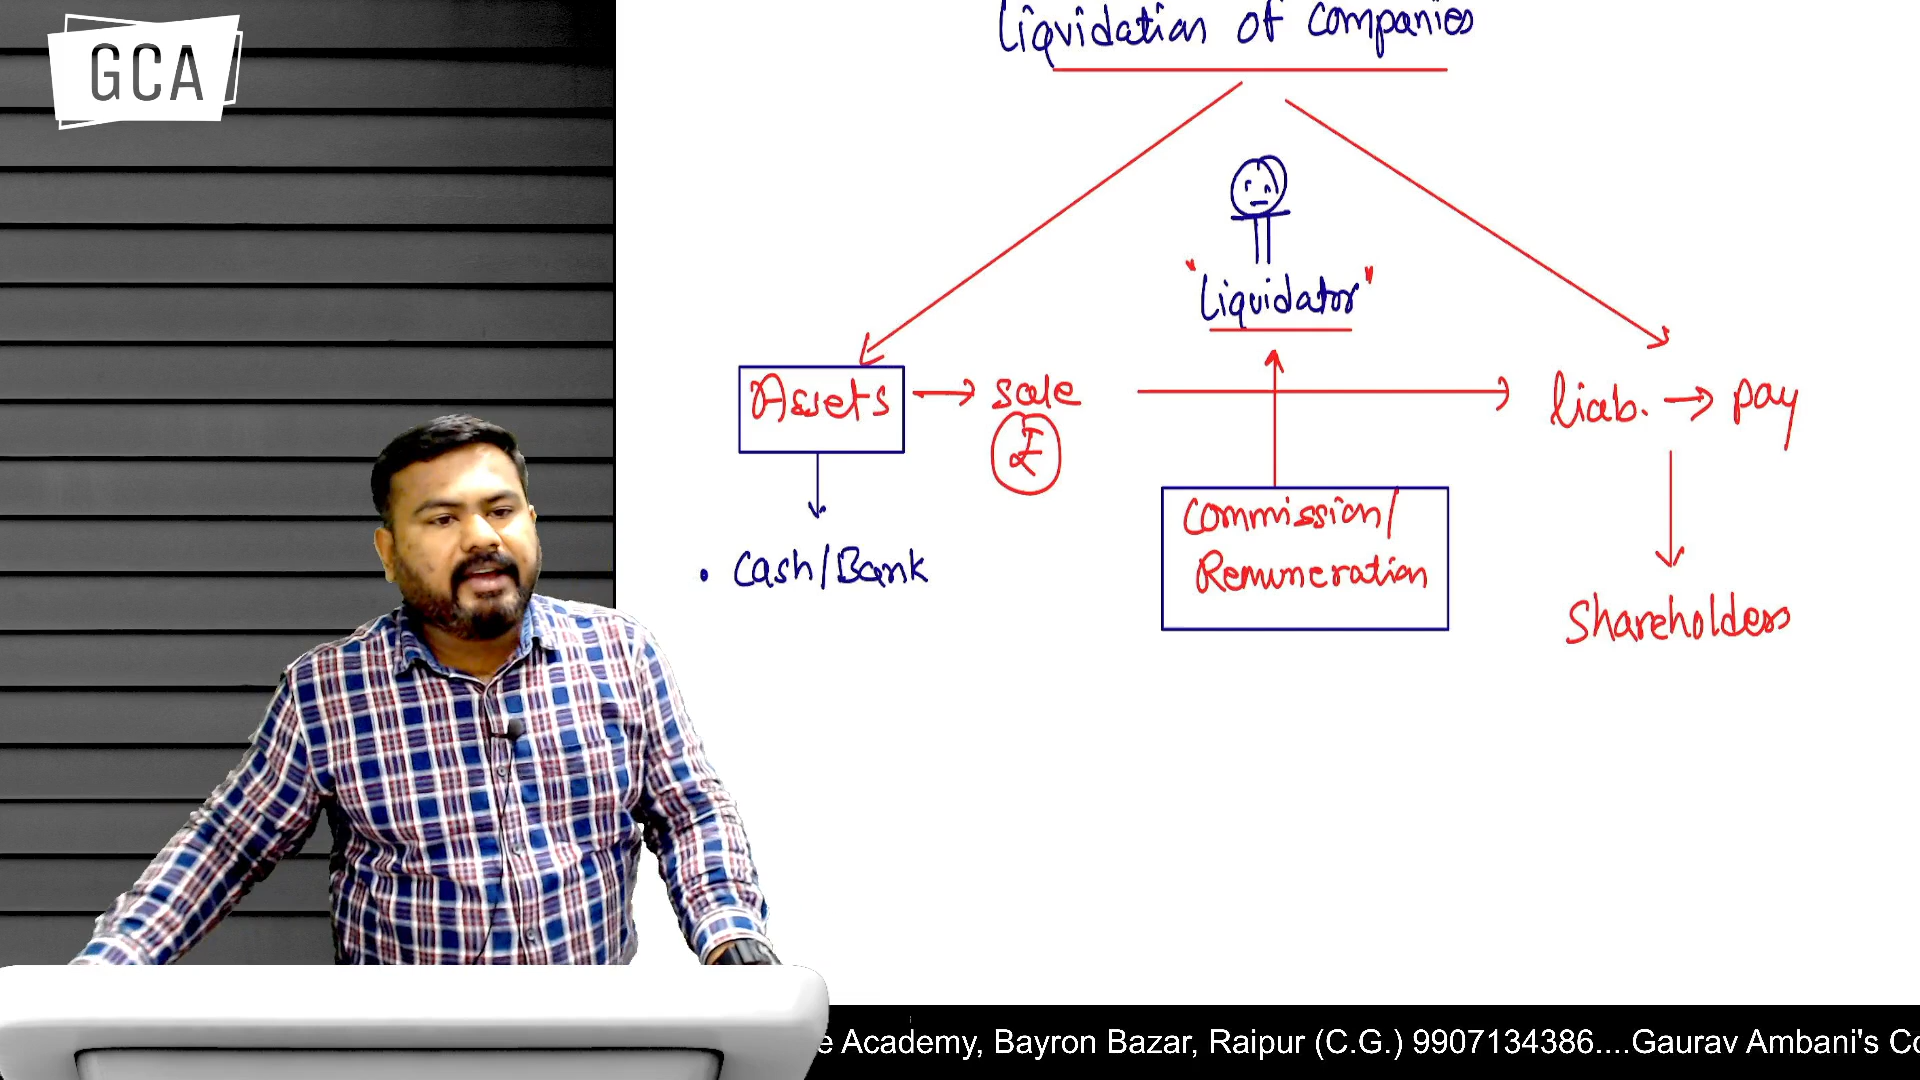 GCA
Liquidation of Companies
"Liquidator"
Assets → sale → liab. → pay
₹
Commission/
Remuneration
• Cash/Bank
Shareholders
e Academy, Bayron Bazar, Raipur (C.G.) 9907134386....Gaurav Ambani's Co